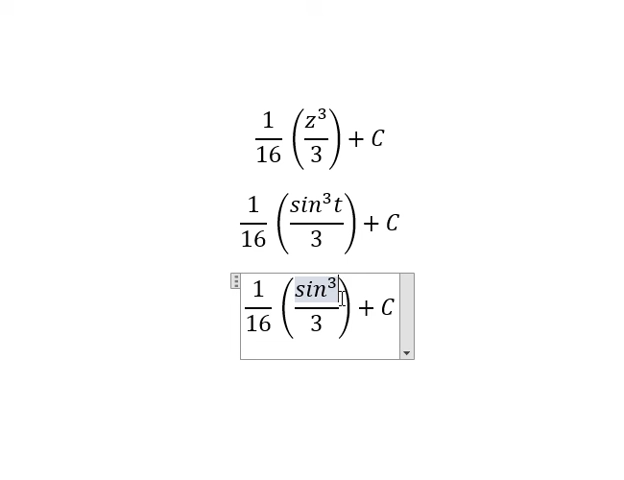 1/16 (z³/3) + C
1/16 (sin³t/3) + C
1/16 (sin³/3) + C